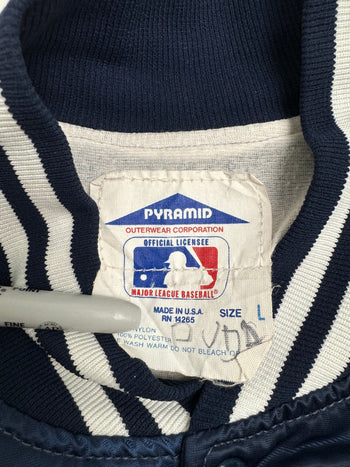 PYRAMID
OUTERWEAR CORPORATION
OFFICIAL LICENSEE
MAJOR LEAGUE BASEBALL
MADE IN U.S.A.
RN 14265
SIZE L
NYLON
100% POLYESTER
WASH WARM DO NOT BLEACH
FINE